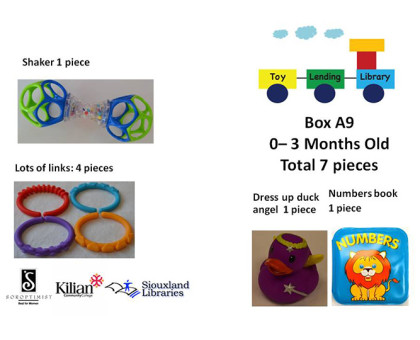 Shaker 1 piece
Lots of links: 4 pieces
SOROPTIMIST
Kilian
Community College
Siouxland
Libraries
Toy Lending Library
Box A9
0– 3 Months Old
Total 7 pieces
Dress up duck
angel 1 piece
Numbers book
1 piece
NUMBERS